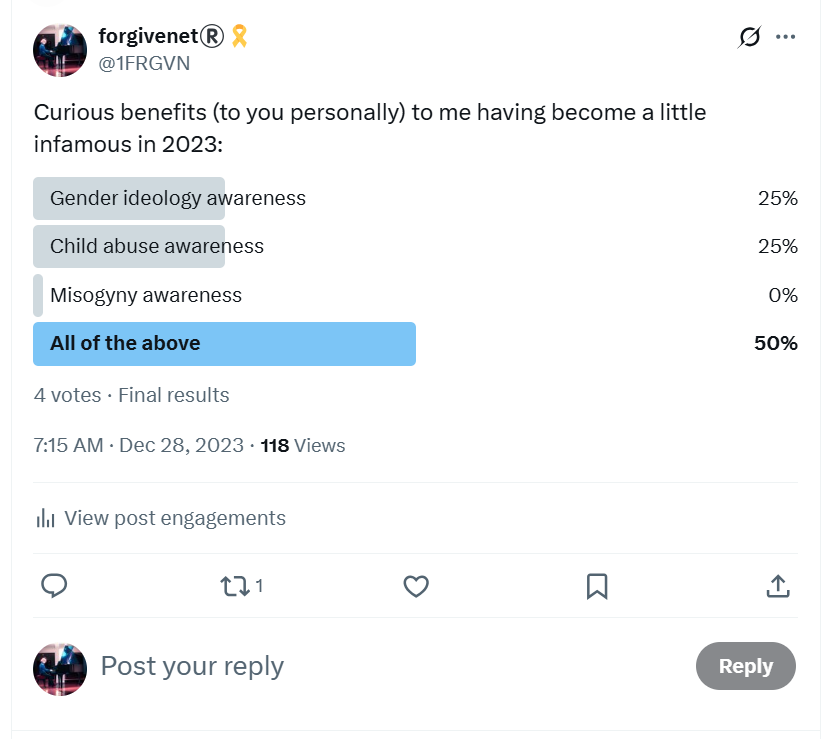 forgivenet®️🎗️
@1FRGVN
Curious benefits (to you personally) to me having become a little
infamous in 2023:
Gender ideology awareness 25%
Child abuse awareness 25%
Misogyny awareness 0%
All of the above 50%
4 votes · Final results
7:15 AM · Dec 28, 2023 · 118 Views
View post engagements
1
Post your reply
Reply